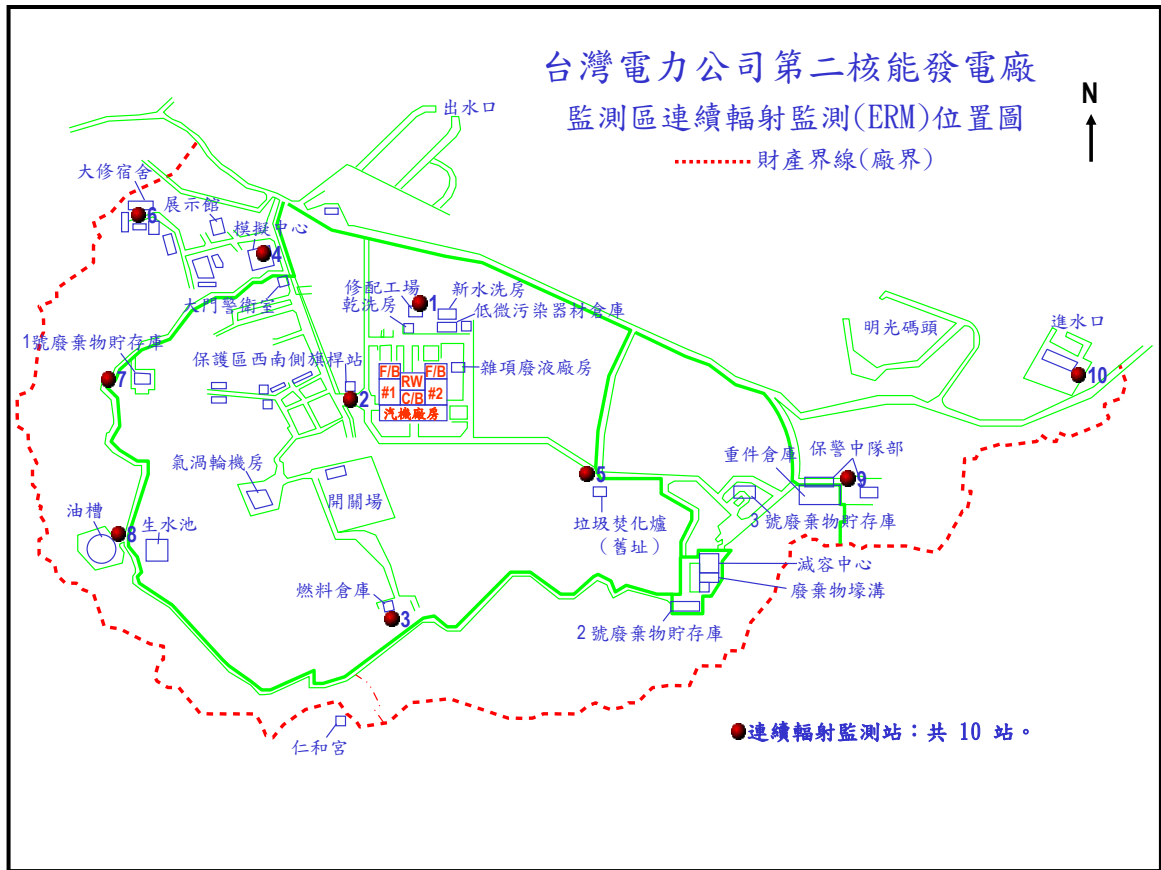 台灣電力公司第二核能發電廠
監測區連續輻射監測(ERM)位置圖
財產界線(廠界)
N
出水口
大修宿舍
展示館
6
模擬中心
4
大門警衛室
修配工場
1
新水洗房
乾洗房
低微污染器材倉庫
明光碼頭
進水口
10
1號廢棄物貯存庫
7
保護區西南側旗桿站
2
F/B
F/B
RW
#1
#2
C/B
汽機廠房
雜項廢液廠房
氣渦輪機房
開關場
5
重件倉庫
保警中隊部
9
油槽
8
生水池
垃圾焚化爐
(舊址)
3號廢棄物貯存庫
減容中心
廢棄物壕溝
燃料倉庫
3
2號廢棄物貯存庫
仁和宮
連續輻射監測站：共 10 站。